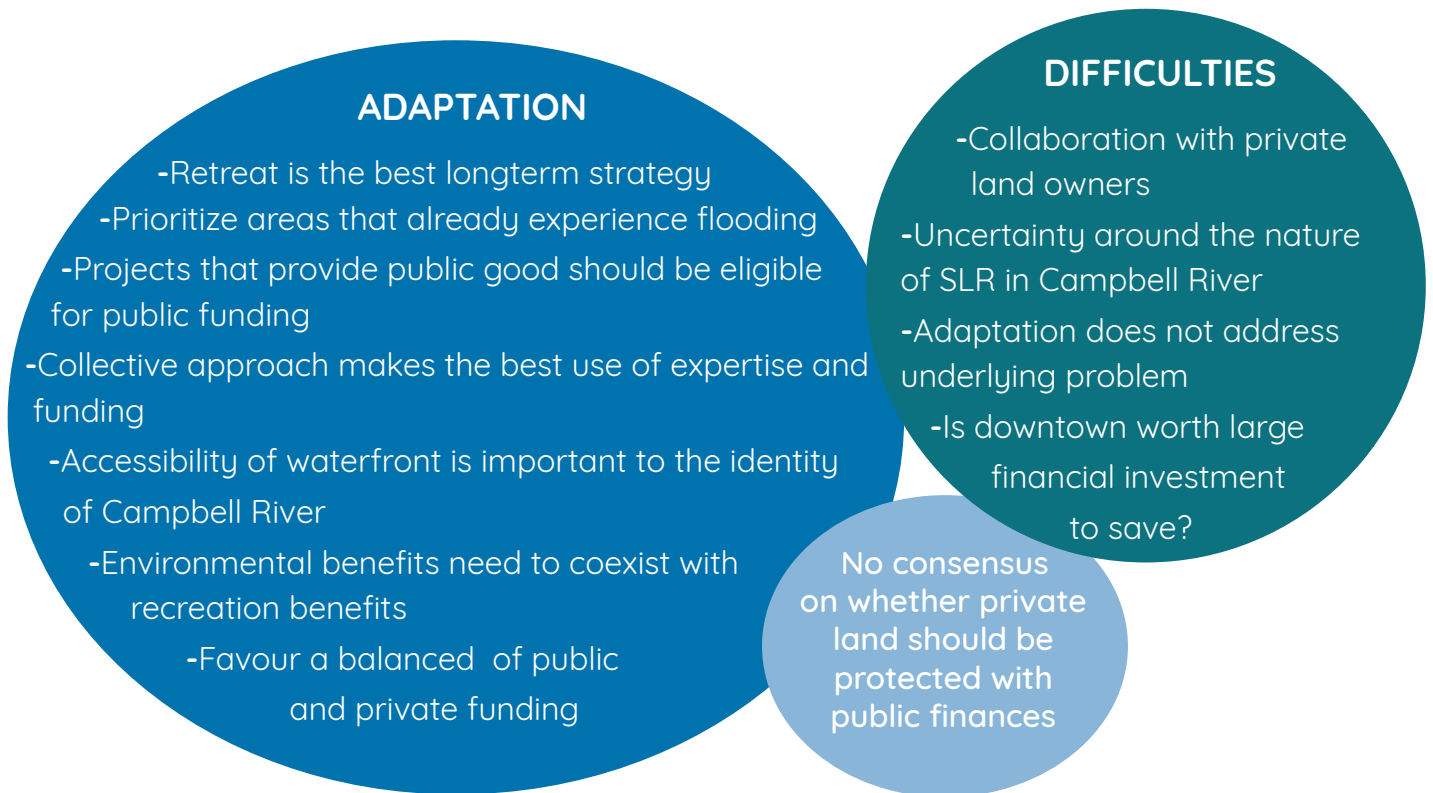 ADAPTATION
-Retreat is the best longterm strategy
-Prioritize areas that already experience flooding
-Projects that provide public good should be eligible
for public funding
-Collective approach makes the best use of expertise and
funding
-Accessibility of waterfront is important to the identity
of Campbell River
-Environmental benefits need to coexist with
recreation benefits
-Favour a balanced of public
and private funding
DIFFICULTIES
-Collaboration with private
land owners
-Uncertainty around the nature
of SLR in Campbell River
-Adaptation does not address
underlying problem
-Is downtown worth large
financial investment
to save?
No consensus
on whether private
land should be
protected with
public finances